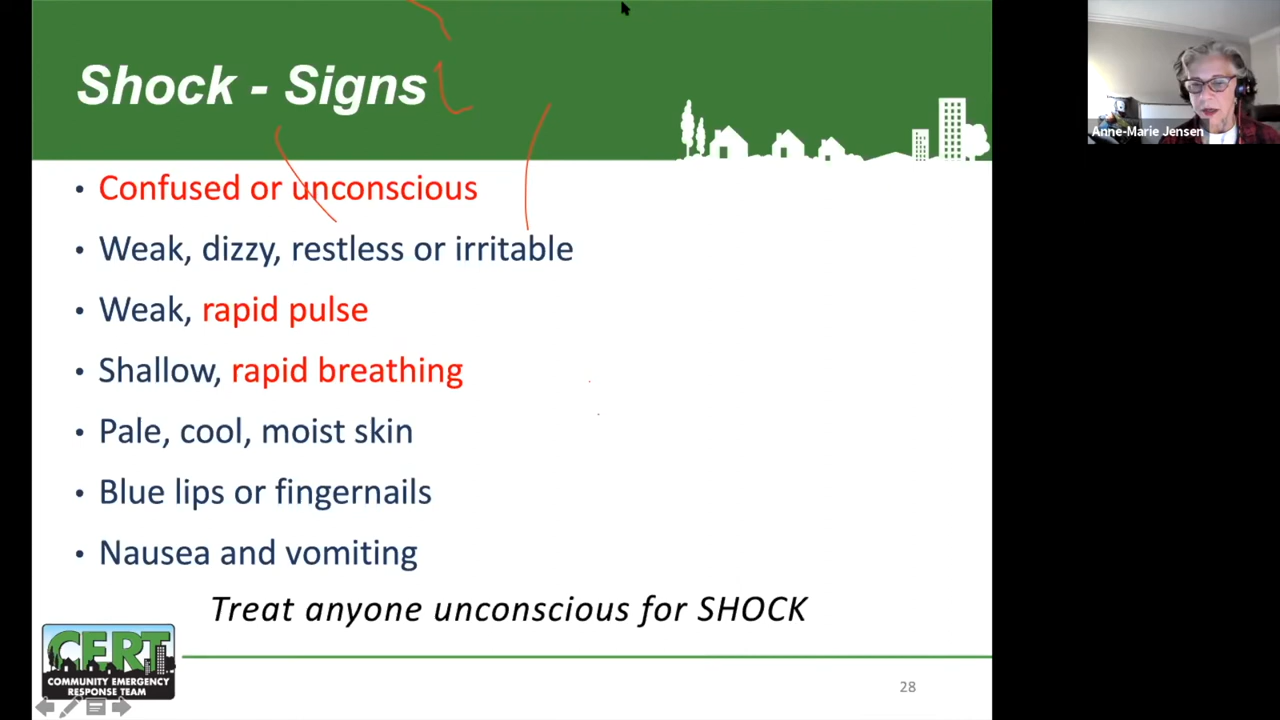 Shock - Signs
Anne-Marie Jensen
• Confused or unconscious
• Weak, dizzy, restless or irritable
• Weak, rapid pulse
• Shallow, rapid breathing
• Pale, cool, moist skin
• Blue lips or fingernails
• Nausea and vomiting
Treat anyone unconscious for SHOCK
CERT
COMMUNITY EMERGENCY
RESPONSE TEAM
28